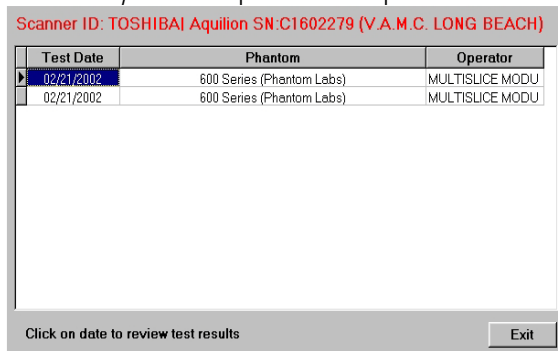 Scanner ID: TOSHIBA| Aquilion SN:C1602279 (V.A.M.C. LONG BEACH)
Test Date Phantom Operator
02/21/2002 600 Series (Phantom Labs) MULTISLICE MODU
02/21/2002 600 Series (Phantom Labs) MULTISLICE MODU
Click on date to review test results Exit